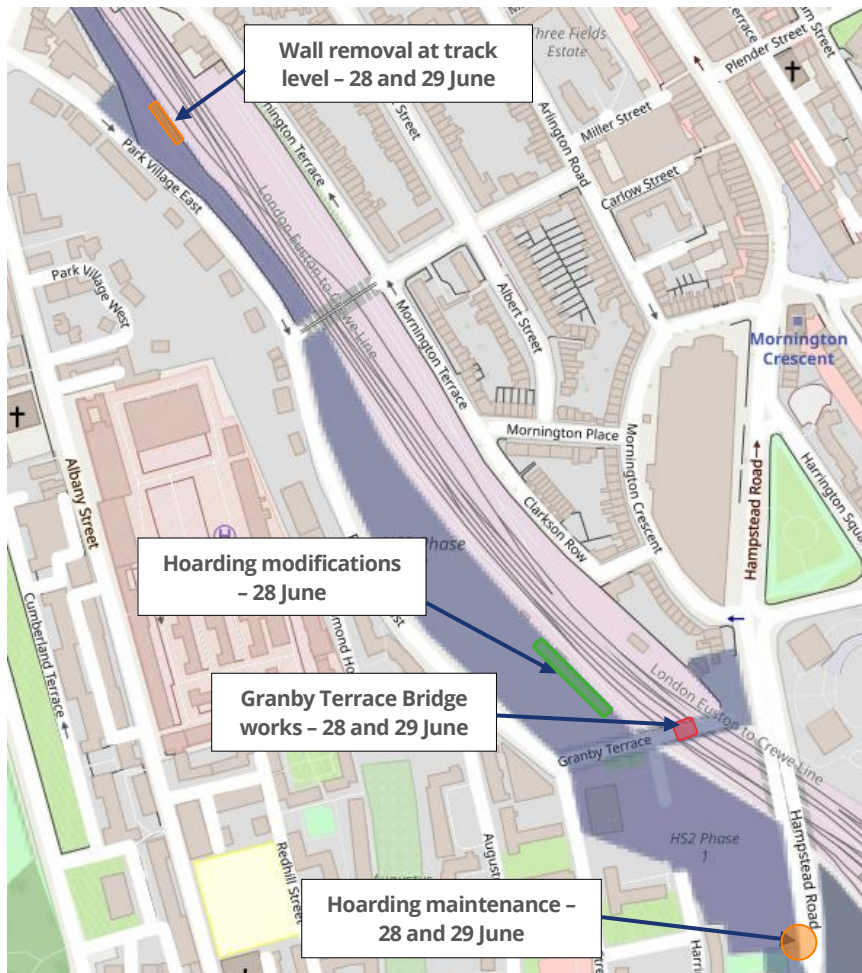 Three Fields
Estate
Plender Street
Wall removal at track
level – 28 and 29 June
Street
Arlington Road
Miller Street
Carlow Street
Park Village East
London Euston to Crewe Line
Park Village West
Mornington Terrace
Albert Street
Mornington
Crescent
Mornington Place
Mornington Crescent
Hampstead Road
Albany Street
Clarkson Row
Hoarding modifications
– 28 June
Cumberland Terrace
Granby Terrace Bridge
works – 28 and 29 June
London Euston to Crewe Line
Granby Terrace
HS2 Phase
1
Hampstead Road
Redhill Street
Hoarding maintenance –
28 and 29 June